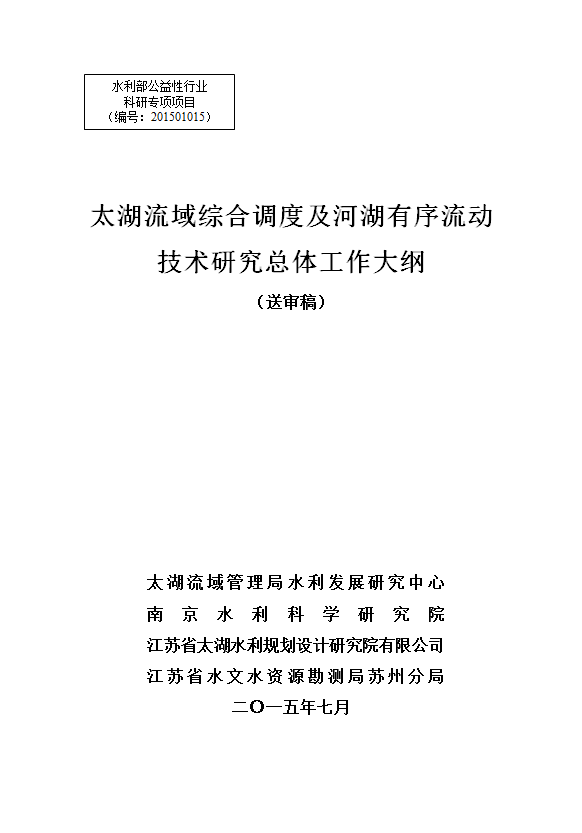 水利部公益性行业
科研专项项目
（编号：201501015）
太湖流域综合调度及河湖有序流动
技术研究总体工作大纲
（送审稿）
太湖流域管理局水利发展研究中心
南京水利科学研究院
江苏省太湖水利规划设计研究院有限公司
江苏省水文水资源勘测局苏州分局
二〇一五年七月